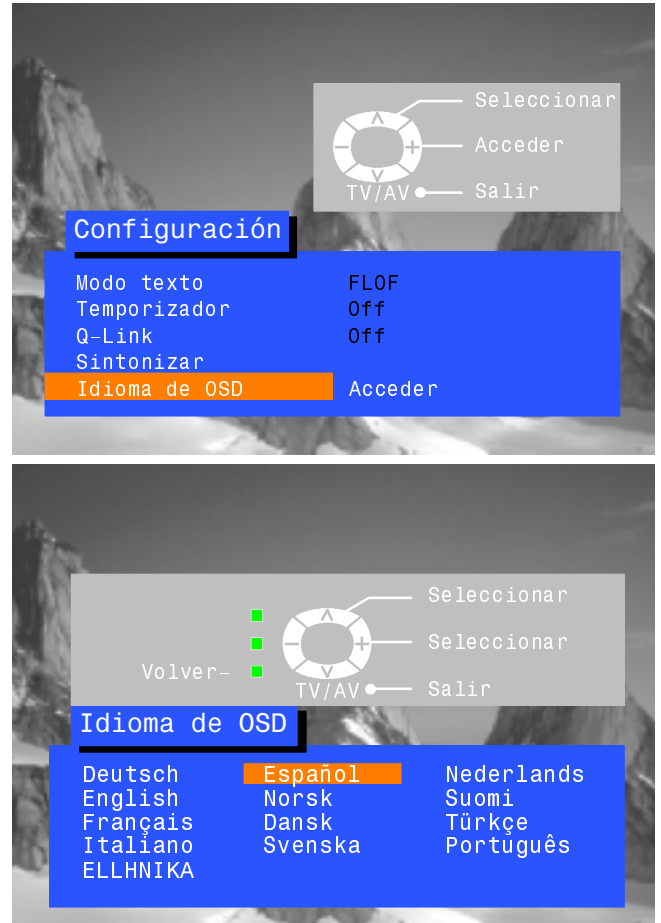 Seleccionar
Acceder
TV/AV Salir
Configuración
Modo texto FLOF
Temporizador Off
Q-Link Off
Sintonizar
Idioma de OSD Acceder
Seleccionar
Seleccionar
Volver-
TV/AV Salir
Idioma de OSD
Deutsch Español Nederlands
English Norsk Suomi
Français Dansk Türkçe
Italiano Svenska Português
ELLHNIKA